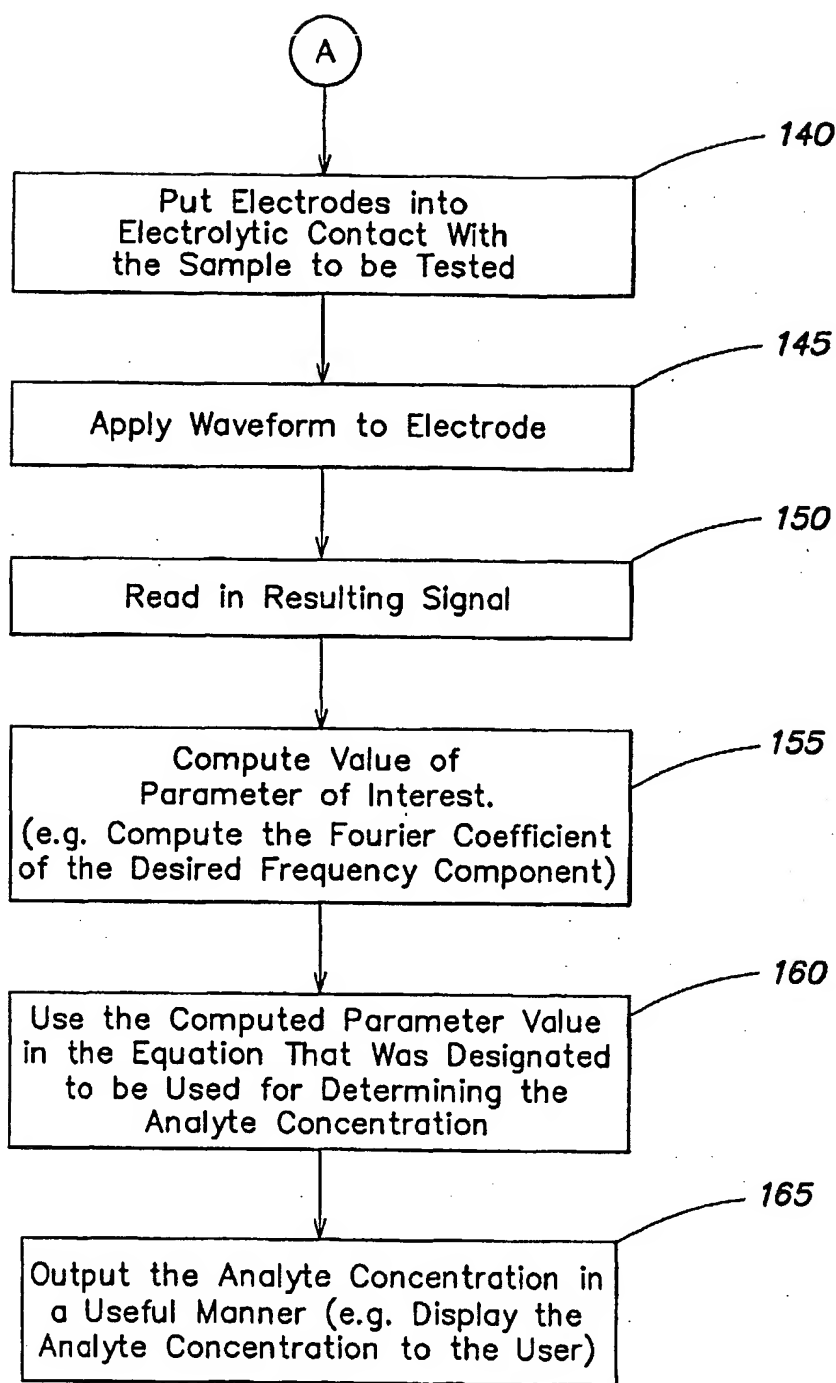 A
140
Put Electrodes into
Electrolytic Contact With
the Sample to be Tested
145
Apply Waveform to Electrode
150
Read in Resulting Signal
155
Compute Value of
Parameter of Interest.
(e.g. Compute the Fourier Coefficient
of the Desired Frequency Component)
160
Use the Computed Parameter Value
in the Equation That Was Designated
to be Used for Determining the
Analyte Concentration
165
Output the Analyte Concentration in
a Useful Manner (e.g. Display the
Analyte Concentration to the User)